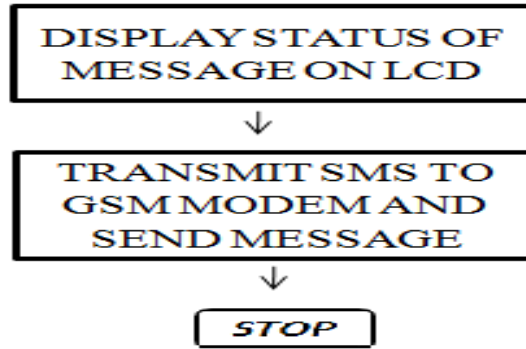 DISPLAY STATUS OF
MESSAGE ON LCD
TRANSMIT SMS TO
GSM MODEM AND
SEND MESSAGE
STOP